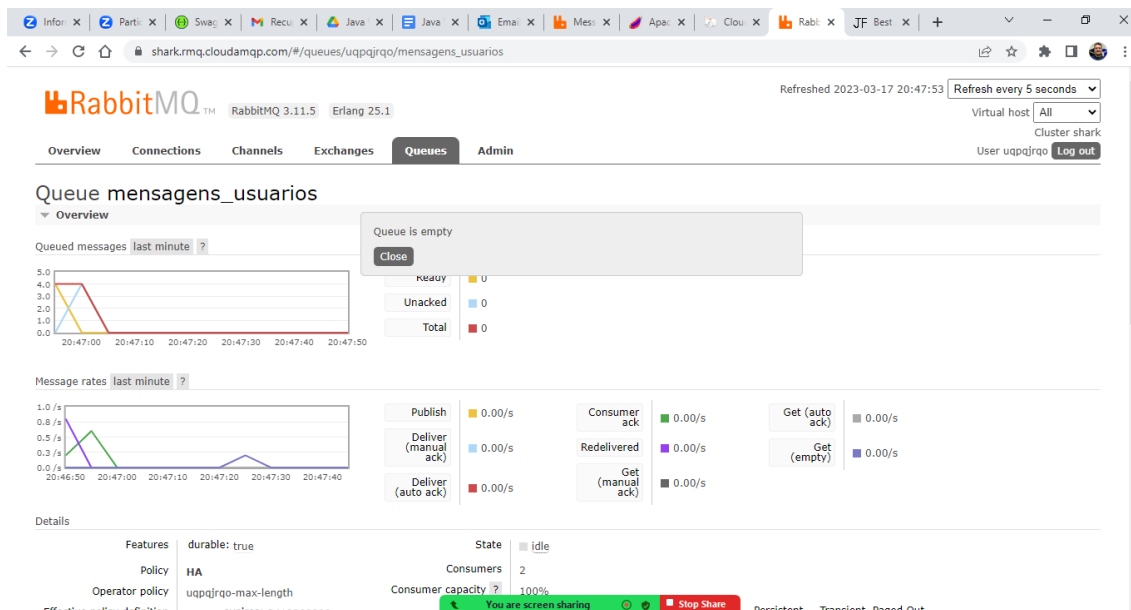 Inforr
Partic
Swag
Recu
Java
Java
Emai
Mess
Apac
Clou
Rabb
JF Best
shark.rmq.cloudamqp.com/#/queues/uqpqjrqo/mensagens_usuarios
RabbitMQ TM RabbitMQ 3.11.5 Erlang 25.1
Refreshed 2023-03-17 20:47:53 Refresh every 5 seconds
Virtual host All
Cluster shark
User uqpqjrqo Log out
Overview Connections Channels Exchanges Queues Admin
Queue mensagens_usuarios
Overview
Queue is empty
Close
Queued messages last minute ?
5.0
4.0
3.0
2.0
1.0
0.0
20:47:00 20:47:10 20:47:20 20:47:30 20:47:40 20:47:50
Ready 0
Unacked 0
Total 0
Message rates last minute ?
1.0 /s
0.8 /s
0.5 /s
0.3 /s
0.0 /s
20:46:50 20:47:00 20:47:10 20:47:20 20:47:30 20:47:40
Publish 0.00/s
Deliver (manual ack) 0.00/s
Deliver (auto ack) 0.00/s
Consumer ack 0.00/s
Redelivered 0.00/s
Get (manual ack) 0.00/s
Get (auto ack) 0.00/s
Get (empty) 0.00/s
Details
Features durable: true
Policy HA
Operator policy uqpqjrqo-max-length
State idle
Consumers 2
Consumer capacity ? 100%
You are screen sharing Stop Share
Persistent Transient Paged Out